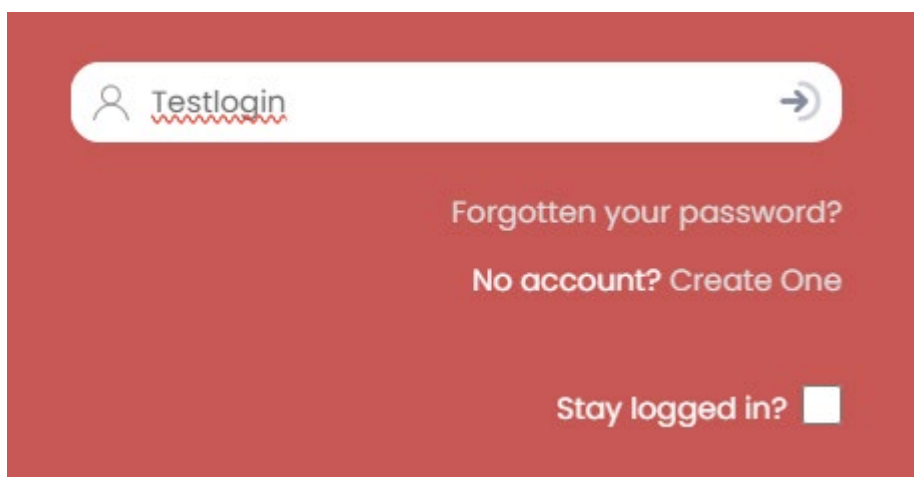 Testlogin
Forgotten your password?
No account? Create One
Stay logged in?